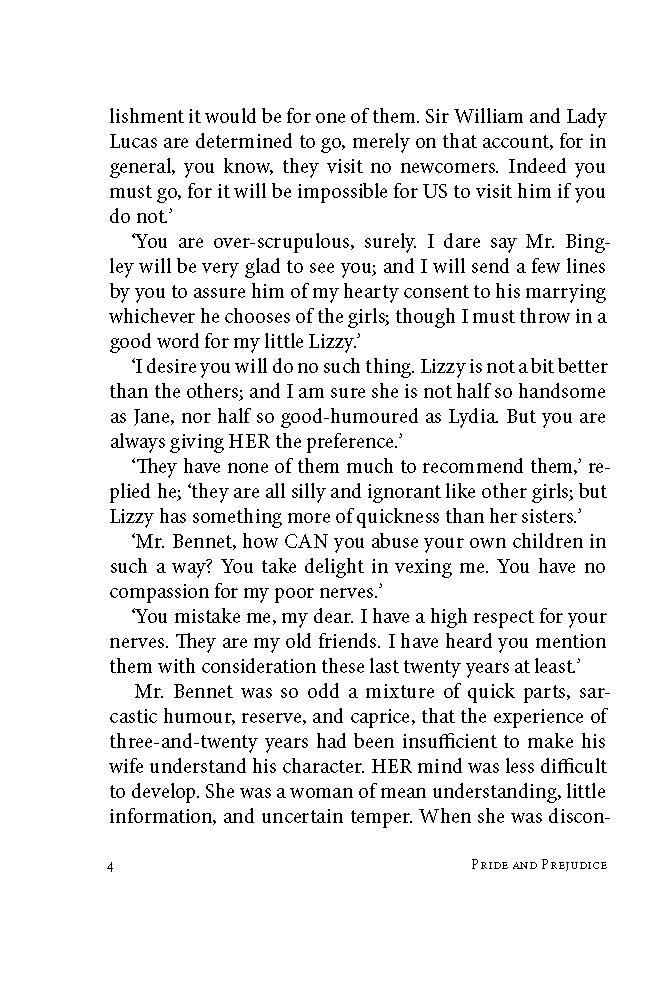 lishment it would be for one of them. Sir William and Lady
Lucas are determined to go, merely on that account, for in
general, you know, they visit no newcomers. Indeed you
must go, for it will be impossible for US to visit him if you
do not.’
‘You are over-scrupulous, surely. I dare say Mr. Bing-
ley will be very glad to see you; and I will send a few lines
by you to assure him of my hearty consent to his marrying
whichever he chooses of the girls; though I must throw in a
good word for my little Lizzy.’
‘I desire you will do no such thing. Lizzy is not a bit better
than the others; and I am sure she is not half so handsome
as Jane, nor half so good-humoured as Lydia. But you are
always giving HER the preference.’
‘They have none of them much to recommend them,’ re-
plied he; ‘they are all silly and ignorant like other girls; but
Lizzy has something more of quickness than her sisters.’
‘Mr. Bennet, how CAN you abuse your own children in
such a way? You take delight in vexing me. You have no
compassion for my poor nerves.’
‘You mistake me, my dear. I have a high respect for your
nerves. They are my old friends. I have heard you mention
them with consideration these last twenty years at least.’
Mr. Bennet was so odd a mixture of quick parts, sar-
castic humour, reserve, and caprice, that the experience of
three-and-twenty years had been insufficient to make his
wife understand his character. HER mind was less difficult
to develop. She was a woman of mean understanding, little
information, and uncertain temper. When she was discon-
4 Pride and Prejudice